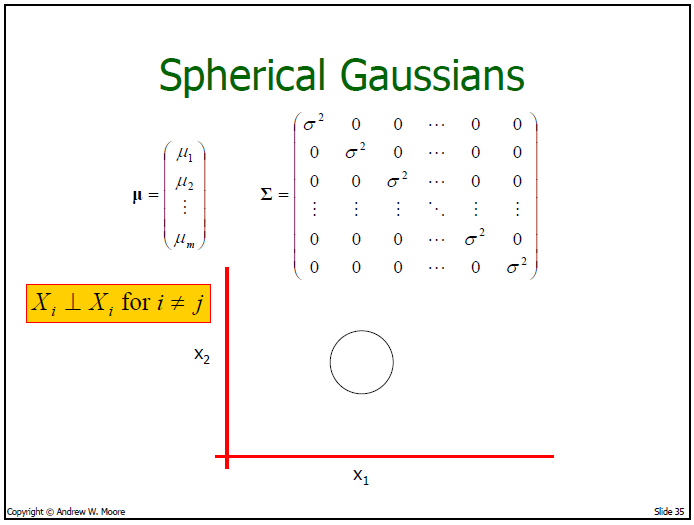 Spherical Gaussians
μ = ( μ₁ μ₂ ⋮ μₘ )
Σ = ( σ² 0 0 ⋯ 0 0
0 σ² 0 ⋯ 0 0
0 0 σ² ⋯ 0 0
⋮ ⋮ ⋮ ⋱ ⋮ ⋮
0 0 0 ⋯ σ² 0
0 0 0 ⋯ 0 σ² )
Xᵢ ⊥ Xᵢ for i ≠ j
x₂
x₁
Copyright © Andrew W. Moore
Slide 35